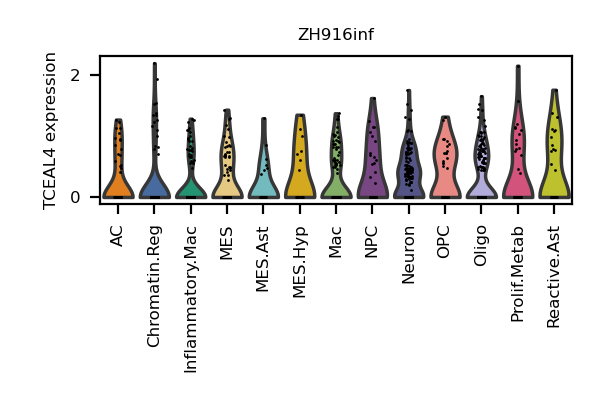 ZH916inf
TCEAL4 expression
2
0
AC
Chromatin.Reg
Inflammatory.Mac
MES
MES.Ast
MES.Hyp
Mac
NPC
Neuron
OPC
Oligo
Prolif.Metab
Reactive.Ast